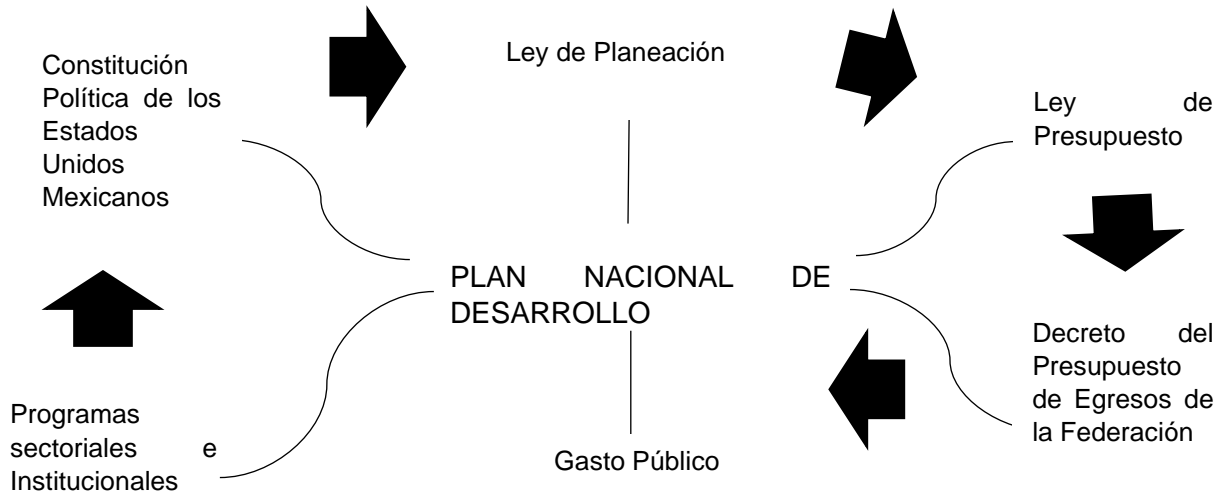 Constitución
Política de los
Estados
Unidos
Mexicanos
Ley de Planeación
Ley de
Presupuesto
PLAN NACIONAL DE
DESARROLLO
Decreto del
Presupuesto
de Egresos de
la Federación
Gasto Público
Programas
sectoriales e
Institucionales